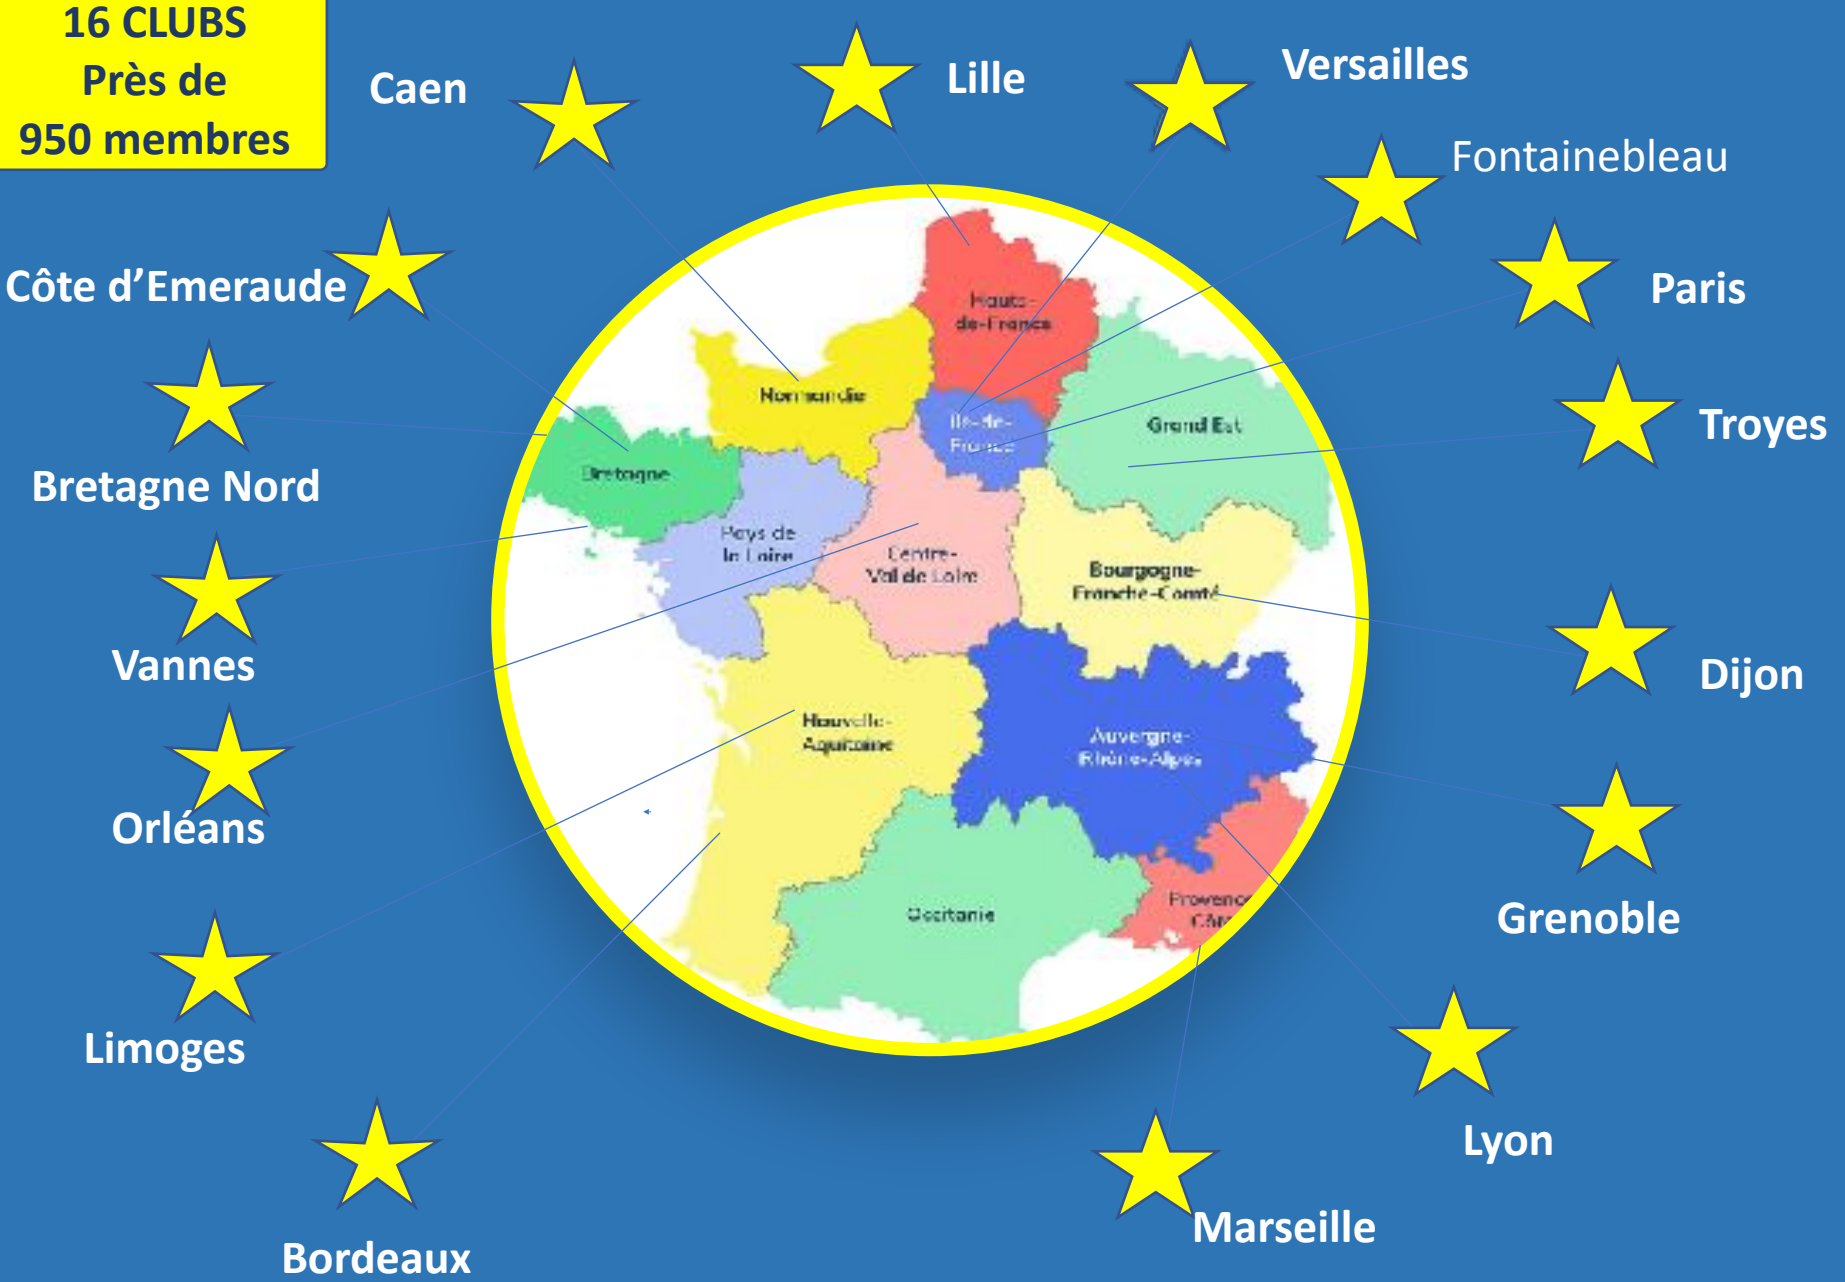 16 CLUBS
Près de
950 membres
Caen
Lille
Versailles
Fontainebleau
Côte d’Emeraude
Paris
Bretagne Nord
Troyes
Vannes
Dijon
Orléans
Grenoble
Limoges
Lyon
Bordeaux
Marseille
Hauts-
de-France
Normandie
Ile-de-
France
Grand Est
Bretagne
Pays de
la Loire
Centre-
Val de Loire
Bourgogne-
Franche-Comté
Nouvelle-
Aquitaine
Auvergne-
Rhône-Alpes
Occitanie